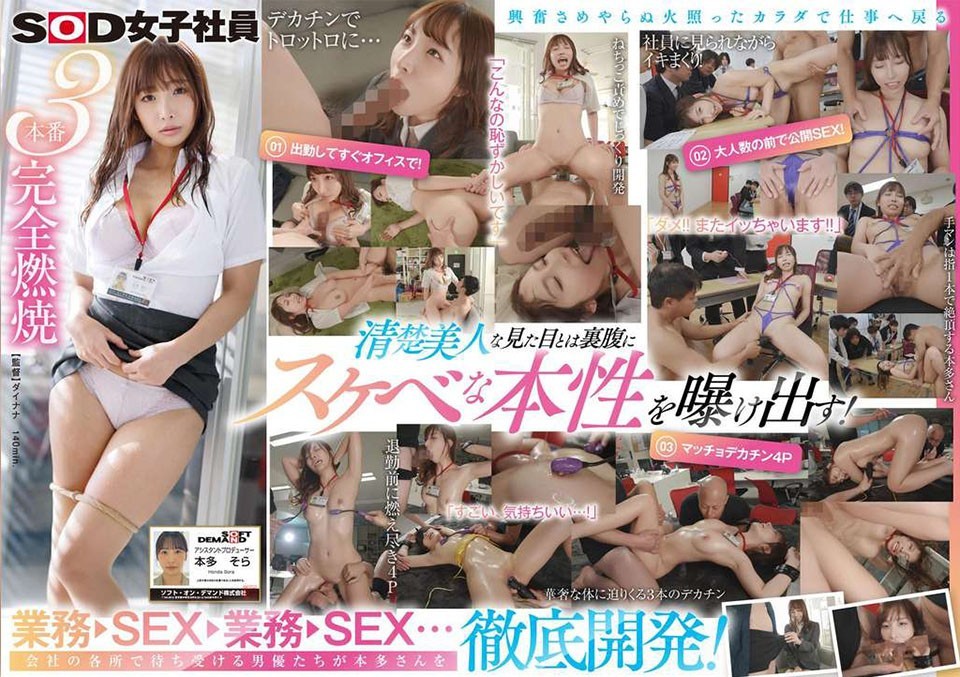 SOD女子社員
3本番
完全燃焼
【監督】ダイナナ 140min.
DEMAND
アシスタントプロデューサー
本多 そら
Honda Sora
ソフト・オン・デマンド株式会社
興奮さめやらぬ火照ったカラダで仕事へ戻る
デカチンで
トロットロに…
01 出勤してすぐオフィスで!
「こんなの恥ずかしいです」
ねちっこ責めでじっくり開発
社員に見られながら
イキまくり!
02 大人数の前で公開SEX!
「ダメ!!またイッちゃいます!!」
手マンは指1本で絶頂する本多さん
清楚美人な見た目とは裏腹に
スケベな本性を曝け出す!
03 マッチョデカチン4P
退勤前に燃え尽き4P
「すごい、気持ちいい…!」
華奢な体に迫りくる3本のデカチン
業務▶SEX▶業務▶SEX…
会社の各所で待ち受ける男優たちが本多さんを
徹底開発!